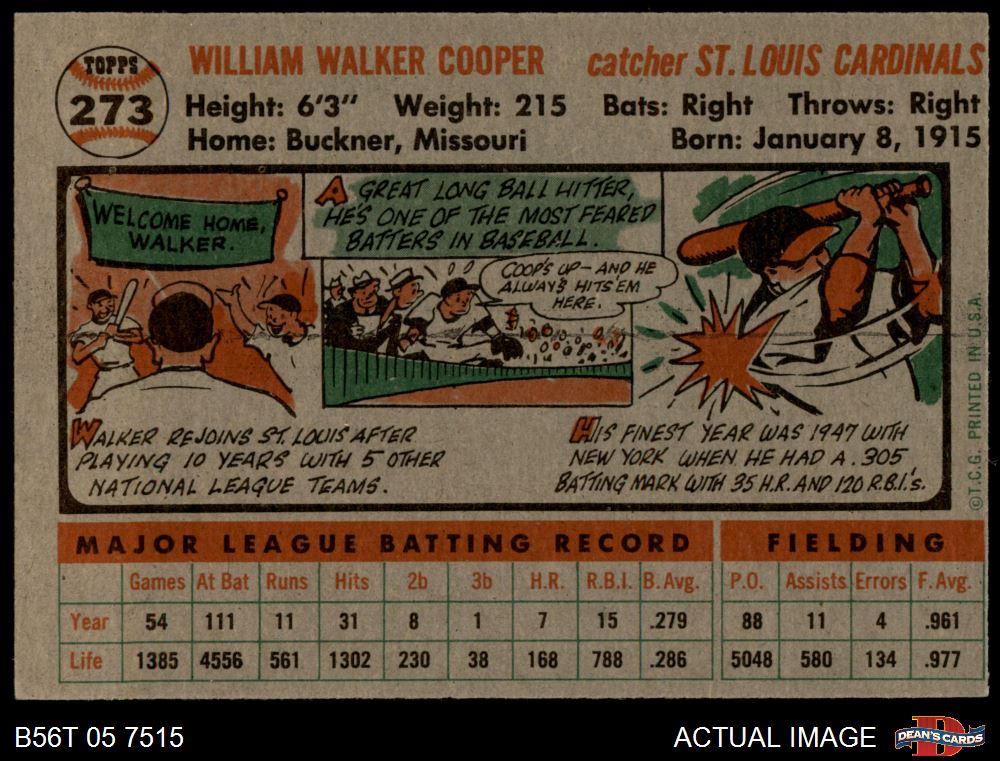 TOPPS
273
WILLIAM WALKER COOPER catcher ST. LOUIS CARDINALS
Height: 6'3" Weight: 215 Bats: Right Throws: Right
Home: Buckner, Missouri Born: January 8, 1915
WELCOME HOME,
WALKER.
A GREAT LONG BALL HITTER,
HE'S ONE OF THE MOST FEARED
BATTERS IN BASEBALL.
COOP'S UP—AND HE
ALWAYS HITS 'EM
HERE.
WALKER REJOINS ST. LOUIS AFTER
PLAYING 10 YEARS WITH 5 OTHER
NATIONAL LEAGUE TEAMS.
HIS FINEST YEAR WAS 1947 WITH
NEW YORK WHEN HE HAD A .305
BATTING MARK WITH 35 H.R. AND 120 R.B.I.'s.
©T.C.G. PRINTED IN U.S.A.
MAJOR LEAGUE BATTING RECORD FIELDING
Games At Bat Runs Hits 2b 3b H.R. R.B.I. B. Avg. P.O. Assists Errors F. Avg.
Year 54 111 11 31 8 1 7 15 .279 88 11 4 .961
Life 1385 4556 561 1302 230 38 168 788 .286 5048 580 134 .977
B56T 05 7515 ACTUAL IMAGE
DEAN'S CARDS